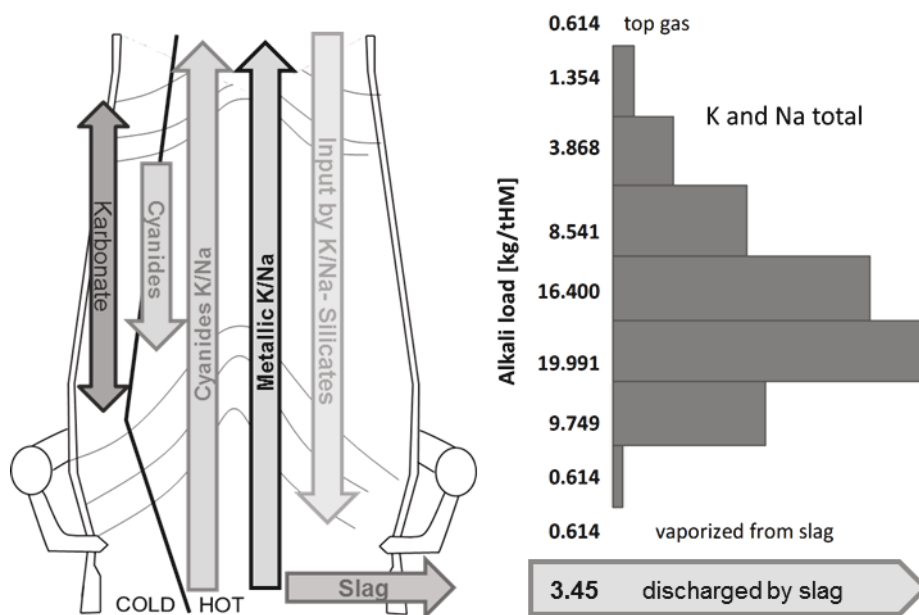 Karbonate
Cyanides
Cyanides K/Na
Metallic K/Na
Input by K/Na- Silicates
Slag
COLD
HOT
Alkali load [kg/tHM]
0.614 top gas
1.354
K and Na total
3.868
8.541
16.400
19.991
9.749
0.614
0.614 vaporized from slag
3.45 discharged by slag